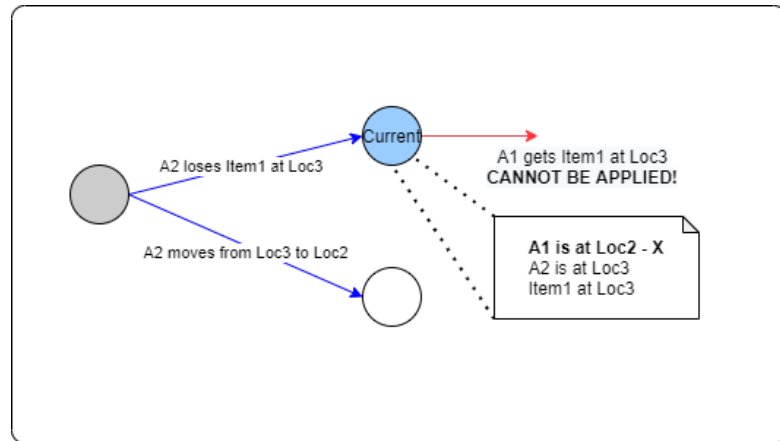 Current
A2 loses Item1 at Loc3
A1 gets Item1 at Loc3
CANNOT BE APPLIED!
A2 moves from Loc3 to Loc2
A1 is at Loc2 - X
A2 is at Loc3
Item1 at Loc3